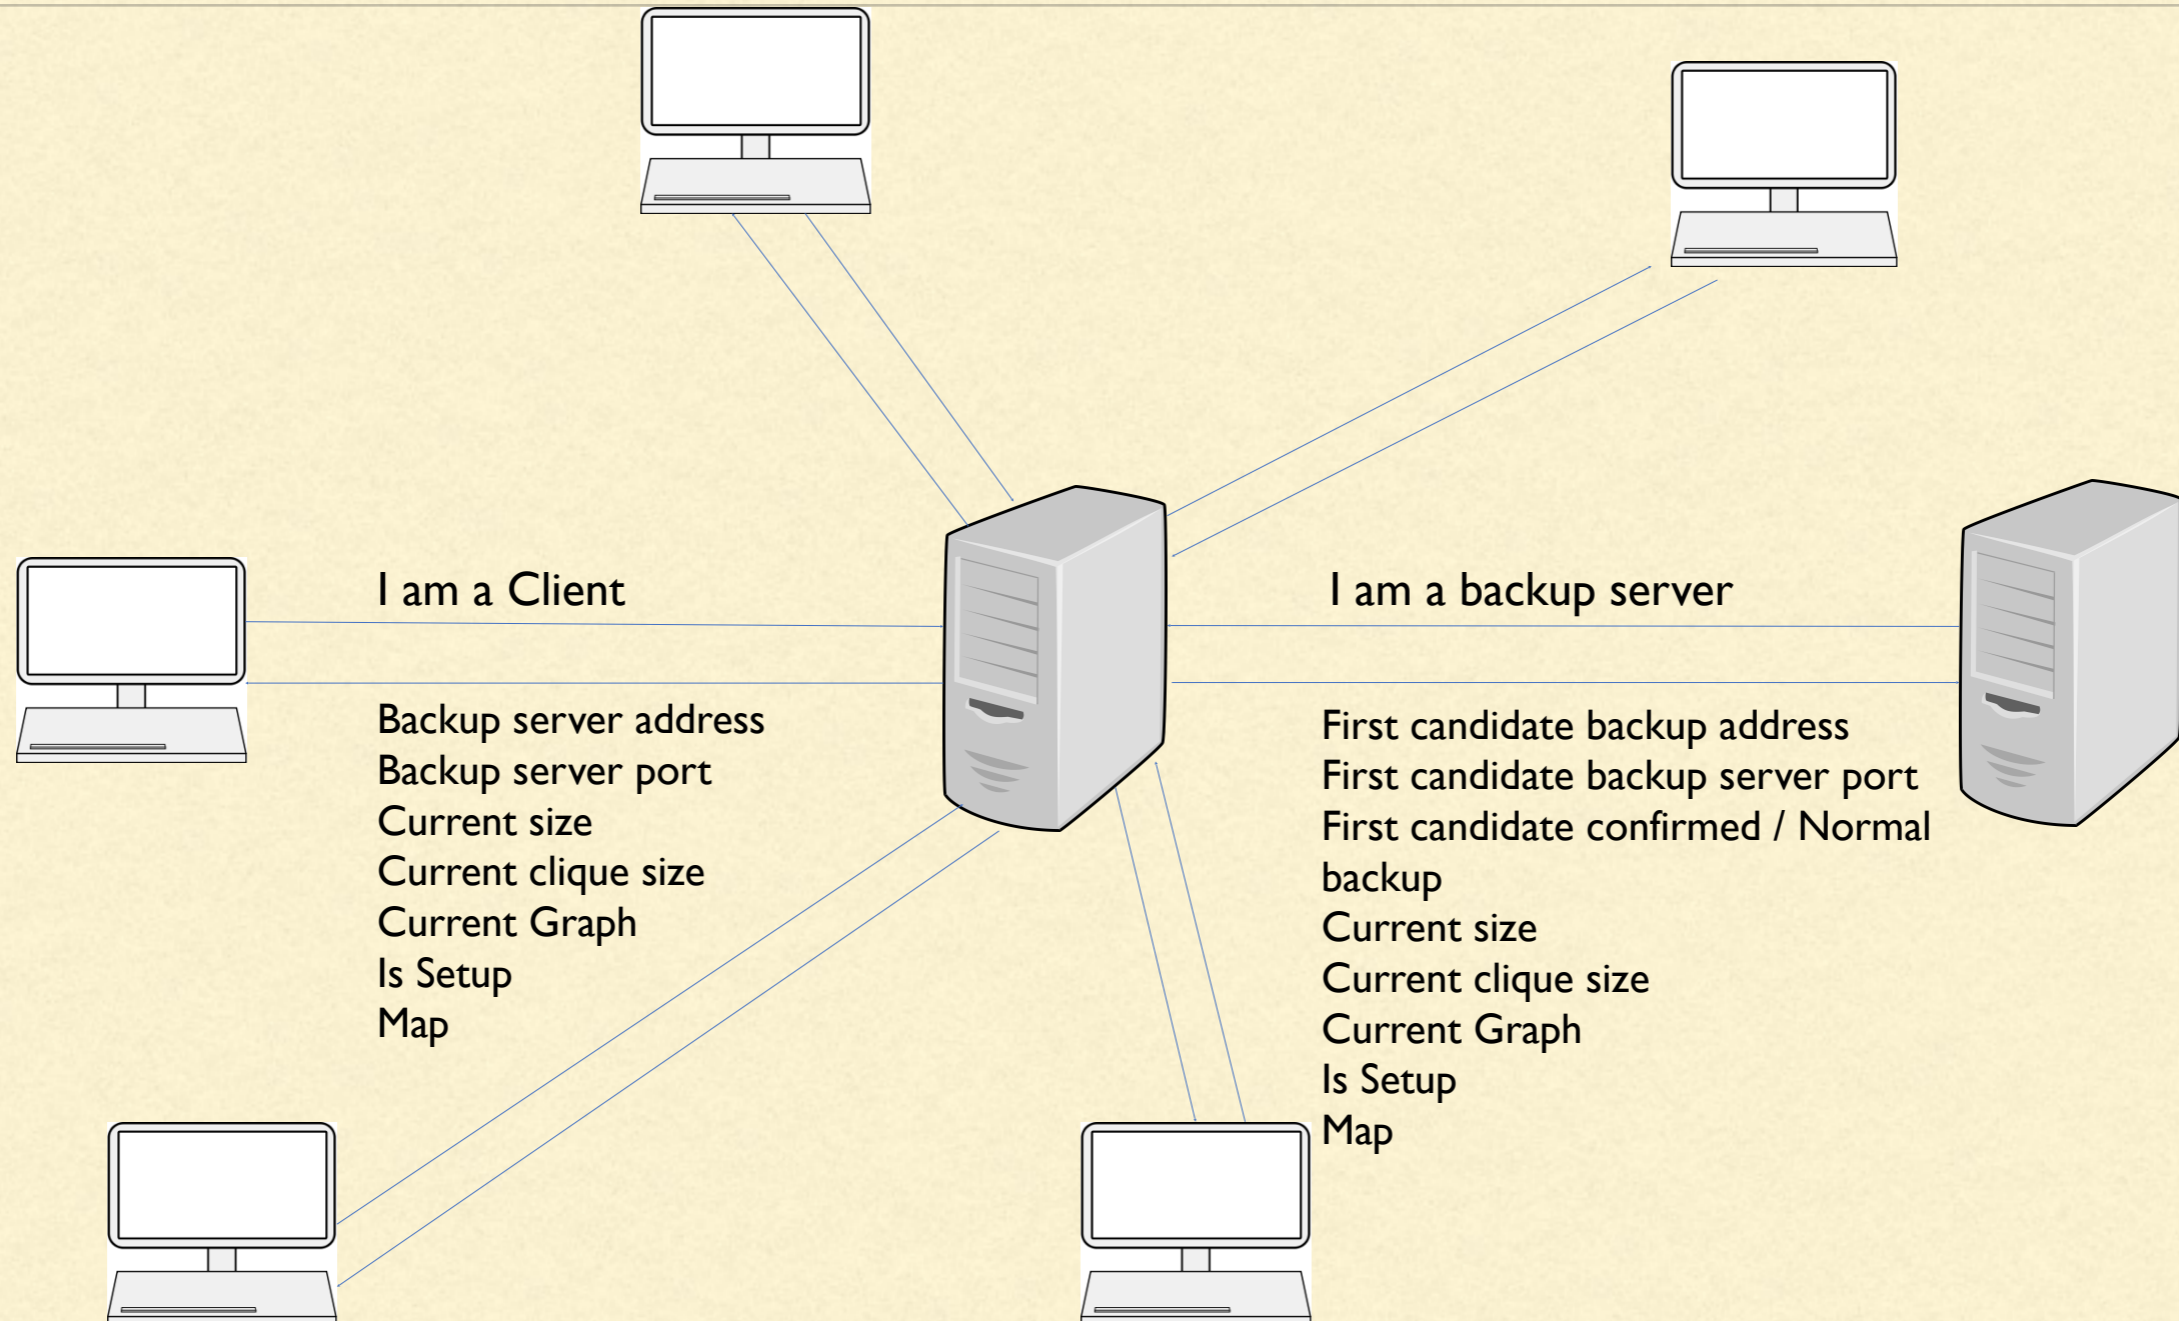 I am a Client
Backup server address
Backup server port
Current size
Current clique size
Current Graph
Is Setup
Map
I am a backup server
First candidate backup address
First candidate backup server port
First candidate confirmed / Normal
backup
Current size
Current clique size
Current Graph
Is Setup
Map